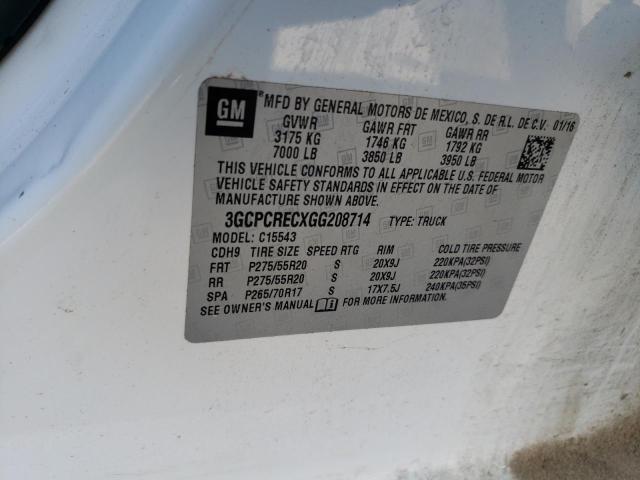 GM
® MFD BY GENERAL MOTORS DE MEXICO, S. DE R.L. DE C.V. 01/16
GVWR GAWR FRT GAWR RR
3175 KG 1746 KG 1792 KG
7000 LB 3850 LB 3950 LB
THIS VEHICLE CONFORMS TO ALL APPLICABLE U.S. FEDERAL MOTOR
VEHICLE SAFETY STANDARDS IN EFFECT ON THE DATE OF
MANUFACTURE SHOWN ABOVE.
3GCPCRECXGG208714 TYPE: TRUCK
MODEL: C15543
CDH9 TIRE SIZE SPEED RTG RIM COLD TIRE PRESSURE
FRT P275/55R20 S 20X9J 220KPA(32PSI)
RR P275/55R20 S 20X9J 220KPA(32PSI)
SPA P265/70R17 S 17X7.5J 240KPA(35PSI)
SEE OWNER'S MANUAL FOR MORE INFORMATION.